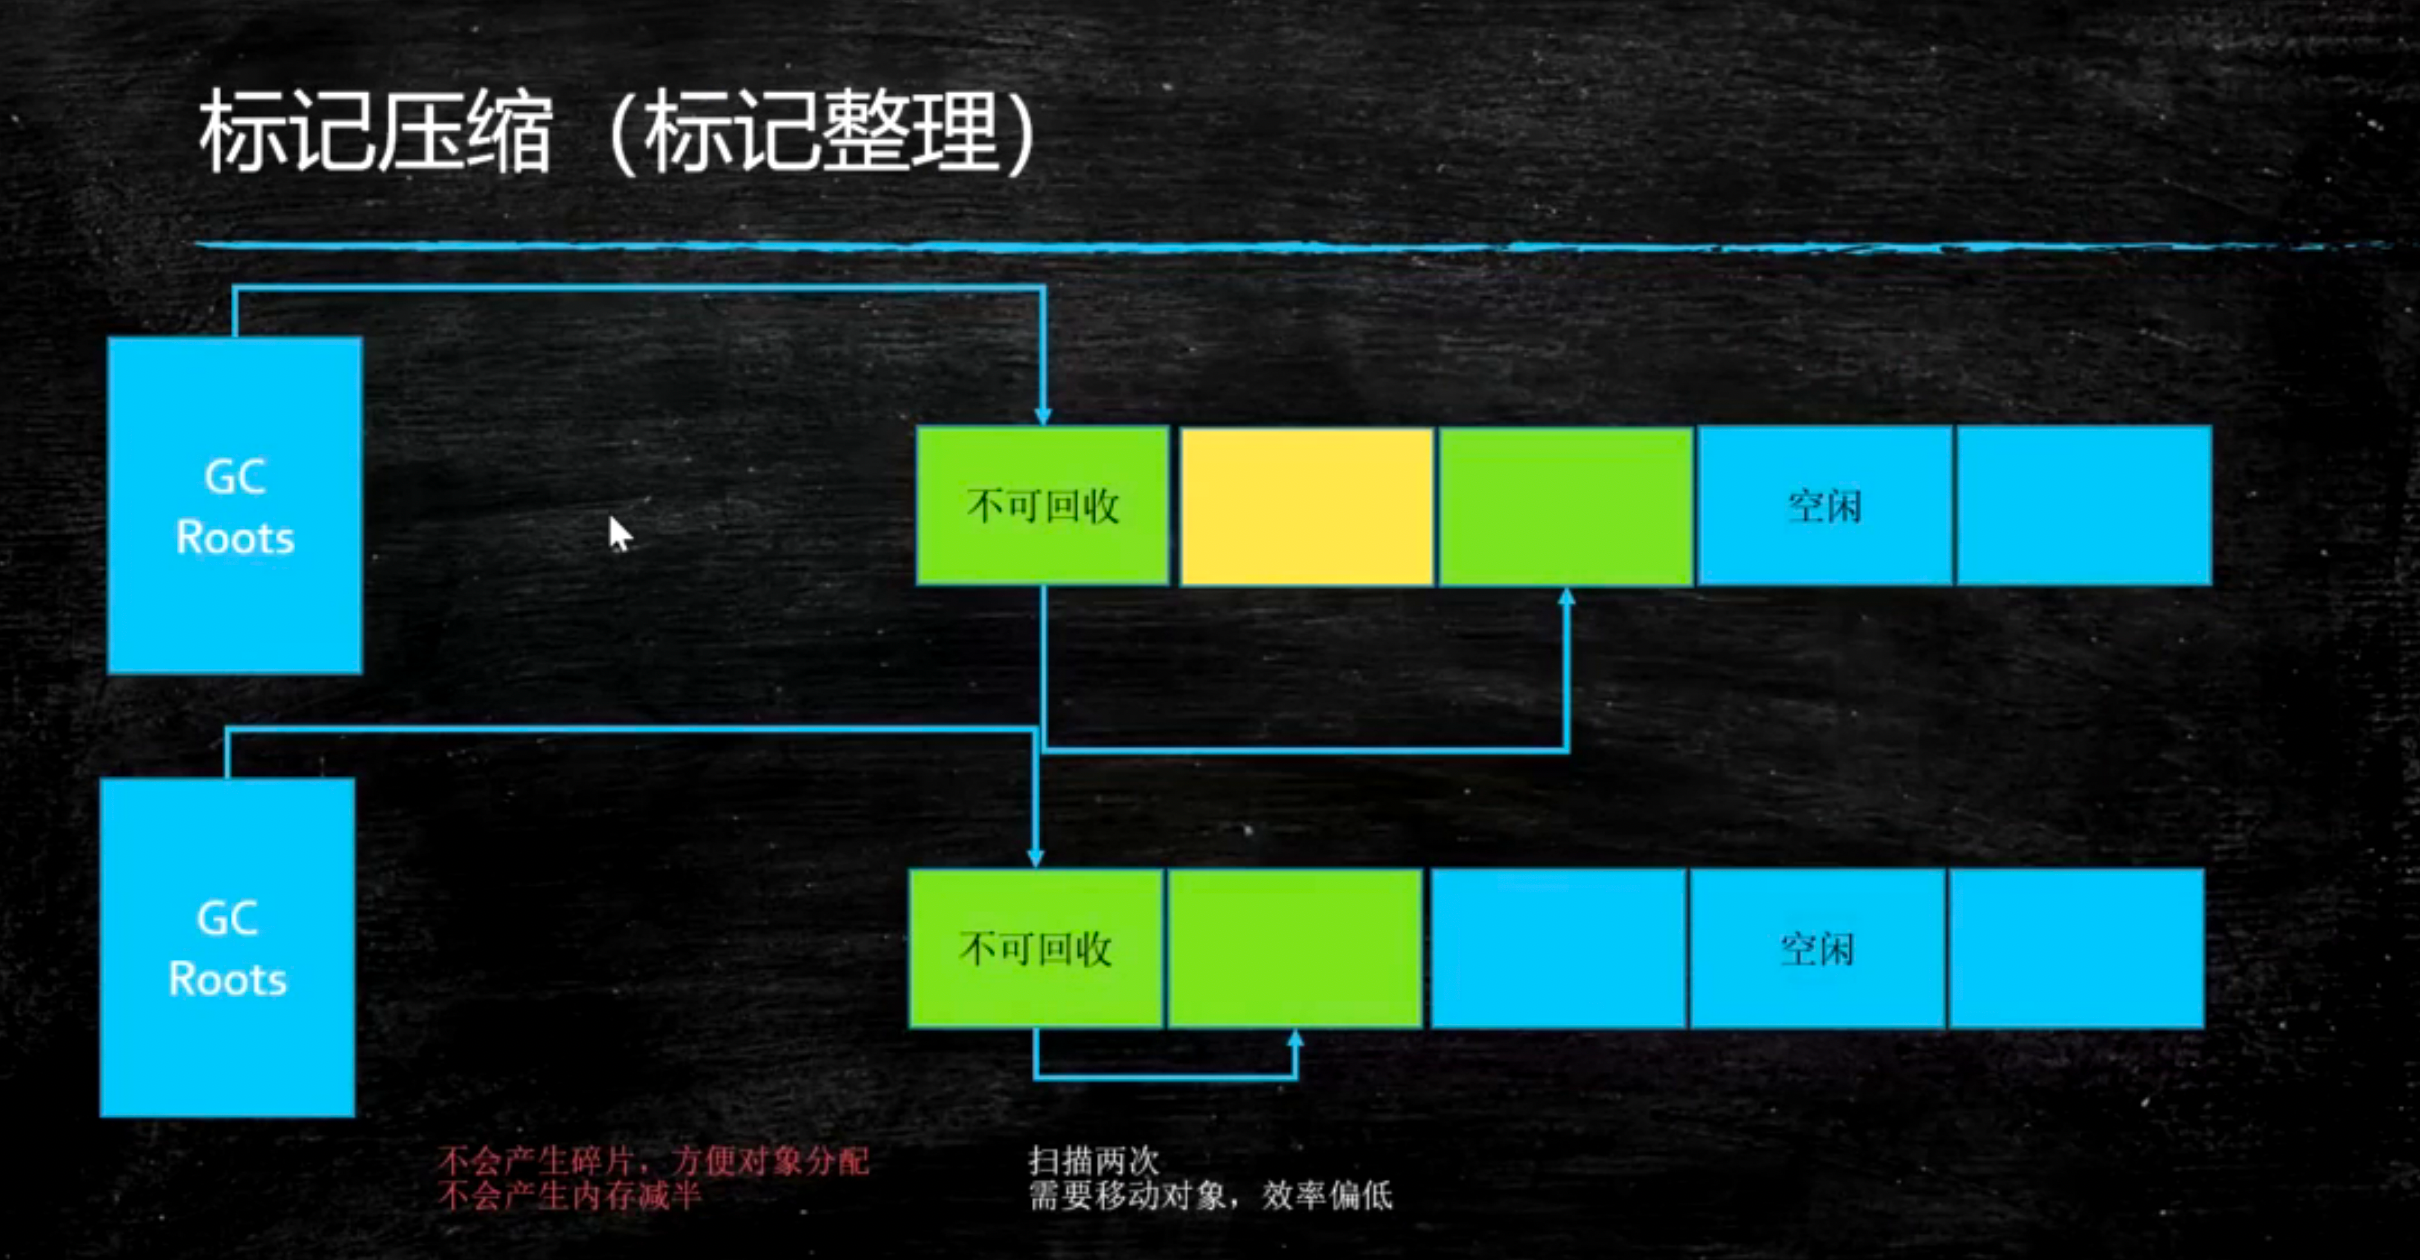 标记压缩（标记整理）
GC
Roots
不可回收
空闲
GC
Roots
不可回收
空闲
不会产生碎片，方便对象分配
不会产生内存减半
扫描两次
需要移动对象，效率偏低